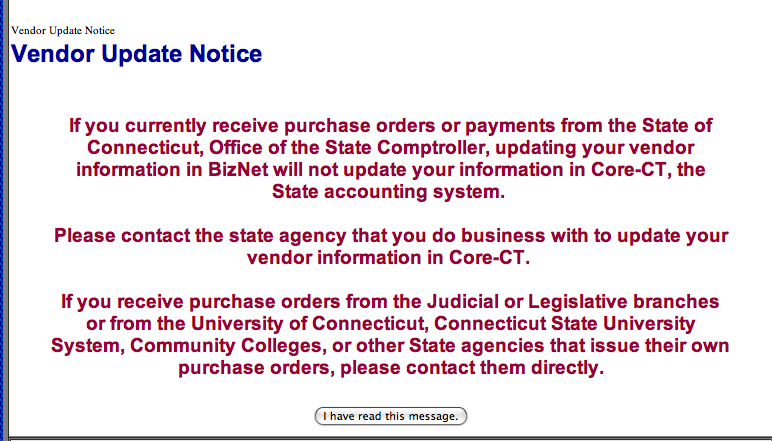 Vendor Update Notice
Vendor Update Notice
If you currently receive purchase orders or payments from the State of
Connecticut, Office of the State Comptroller, updating your vendor
information in BizNet will not update your information in Core-CT, the
State accounting system.
Please contact the state agency that you do business with to update your
vendor information in Core-CT.
If you receive purchase orders from the Judicial or Legislative branches
or from the University of Connecticut, Connecticut State University
System, Community Colleges, or other State agencies that issue their own
purchase orders, please contact them directly.
I have read this message.